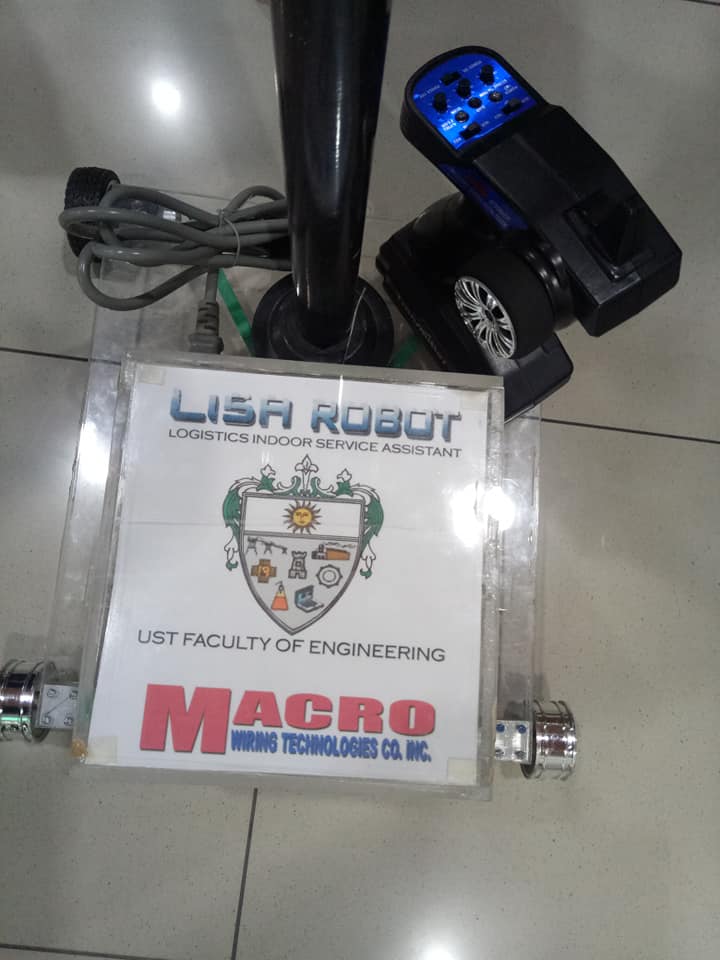 LISA ROBOT
LOGISTICS INDOOR SERVICE ASSISTANT
UST FACULTY OF ENGINEERING
MACRO
WIRING TECHNOLOGIES CO. INC.